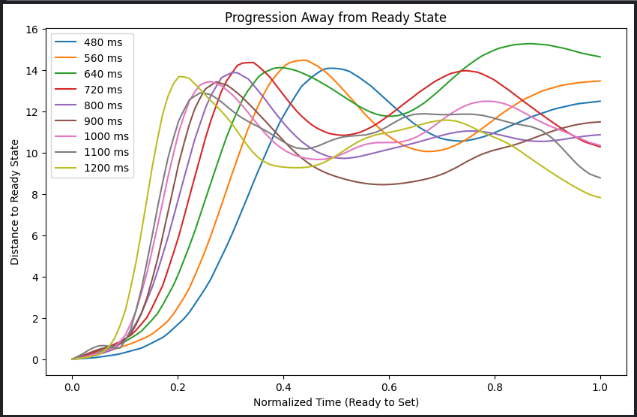 Progression Away from Ready State
16
14
12
10
8
6
4
2
0
Distance to Ready State
480 ms
560 ms
640 ms
720 ms
800 ms
900 ms
1000 ms
1100 ms
1200 ms
0.0 0.2 0.4 0.6 0.8 1.0
Normalized Time (Ready to Set)